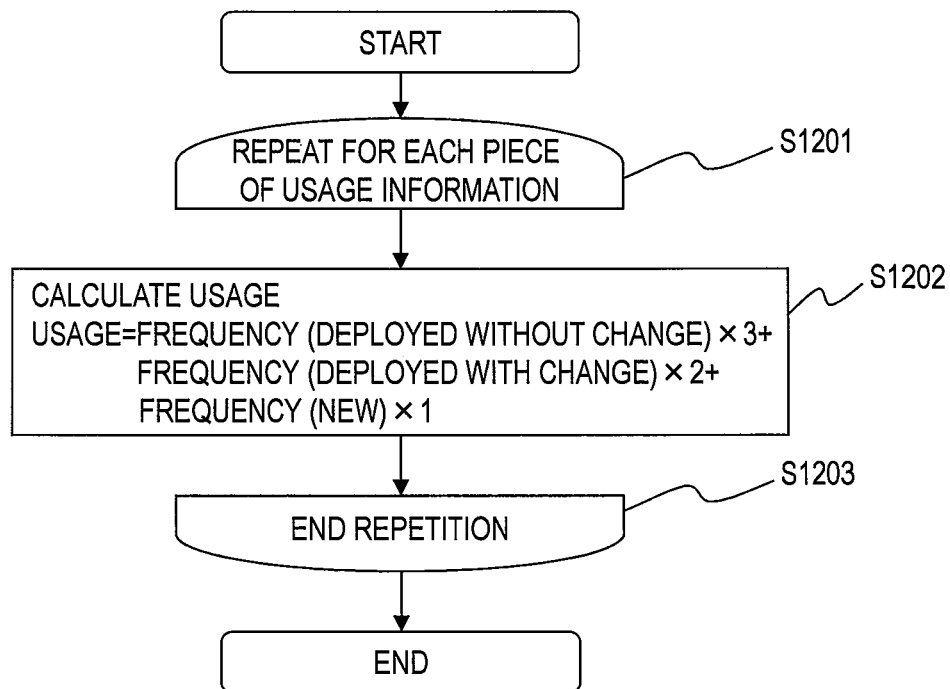 START
REPEAT FOR EACH PIECE
OF USAGE INFORMATION
S1201
CALCULATE USAGE
USAGE=FREQUENCY (DEPLOYED WITHOUT CHANGE) × 3+
FREQUENCY (DEPLOYED WITH CHANGE) × 2+
FREQUENCY (NEW) × 1
S1202
END REPETITION
S1203
END